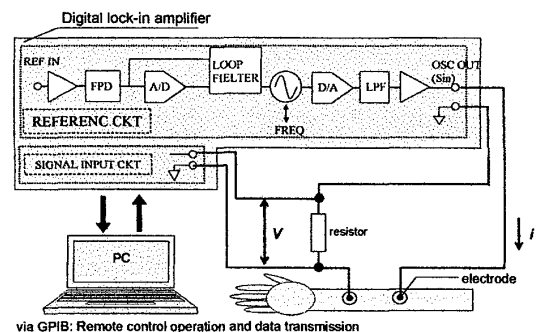 Digital lock-in amplifier
REF IN
FPD
A/D
LOOP
FIELTER
D/A
LPF
OSC OUT
(Sin)
FREQ
REFERENC CKT
SIGNAL INPUT CKT
V
resistor
i
PC
electrode
via GPIB: Remote control operation and data transmission